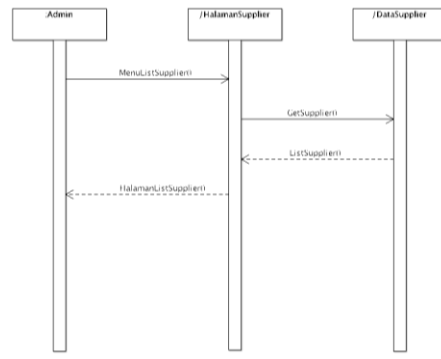 :Admin
/HalamanSupplier
/DataSupplier
MenuListSupplier()
GetSupplier()
ListSupplier()
HalamanListSupplier()